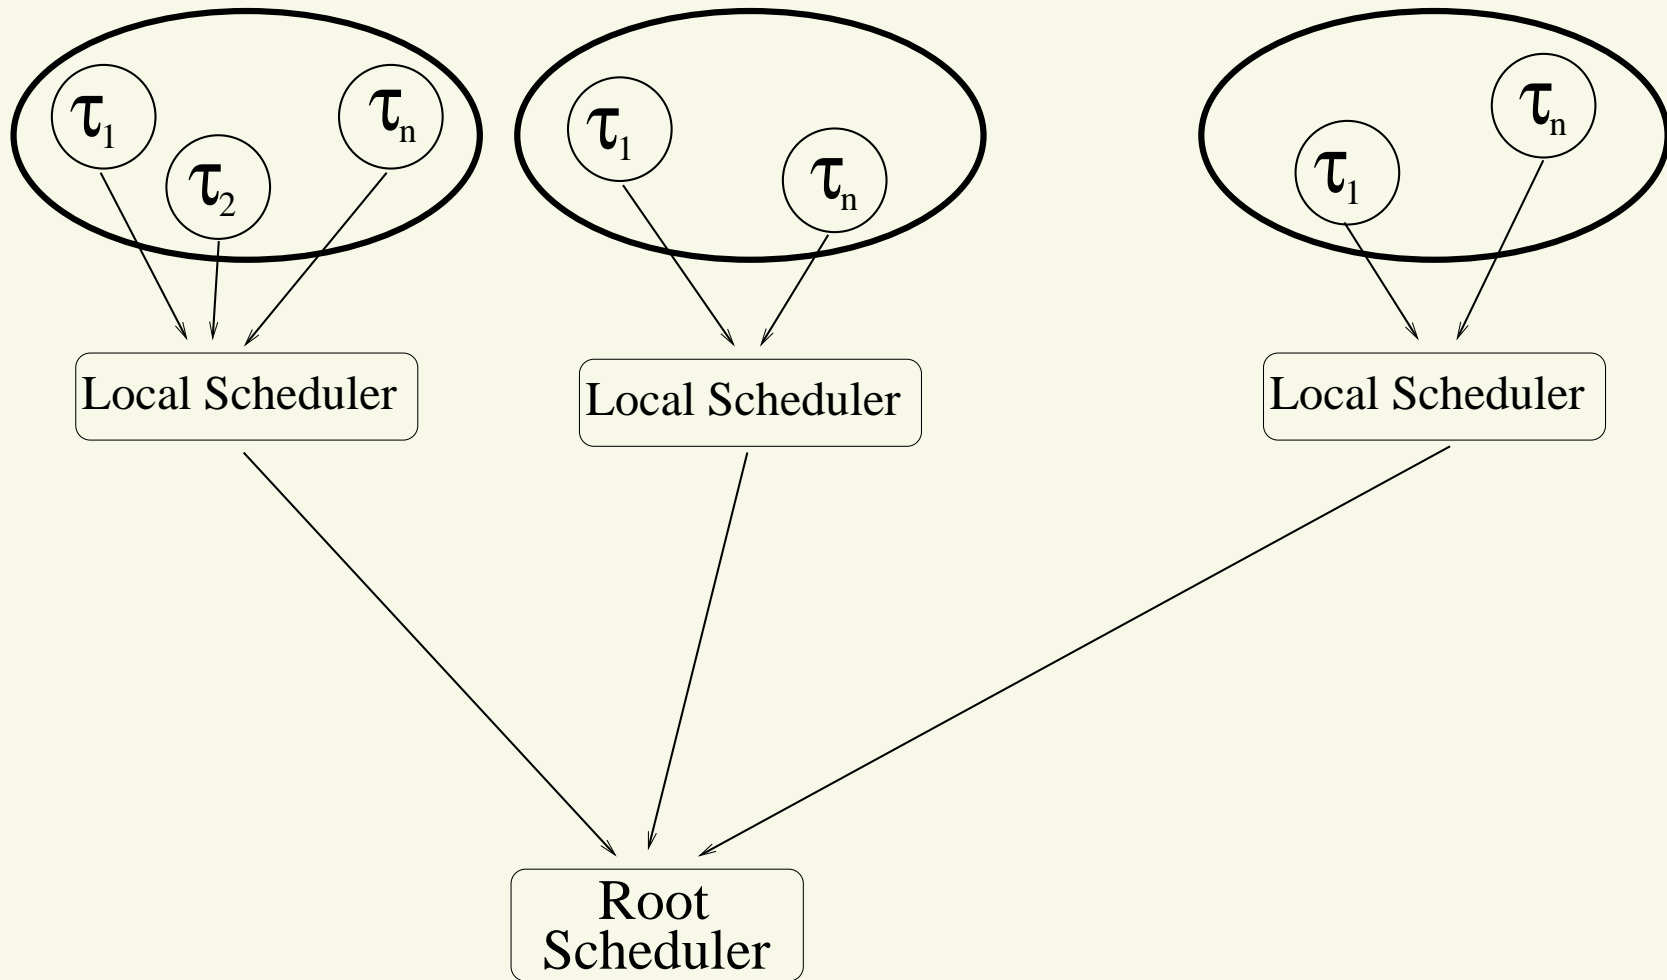 τ1
τ2
τn
τ1
τn
τ1
τn
Local Scheduler
Local Scheduler
Local Scheduler
Root
Scheduler